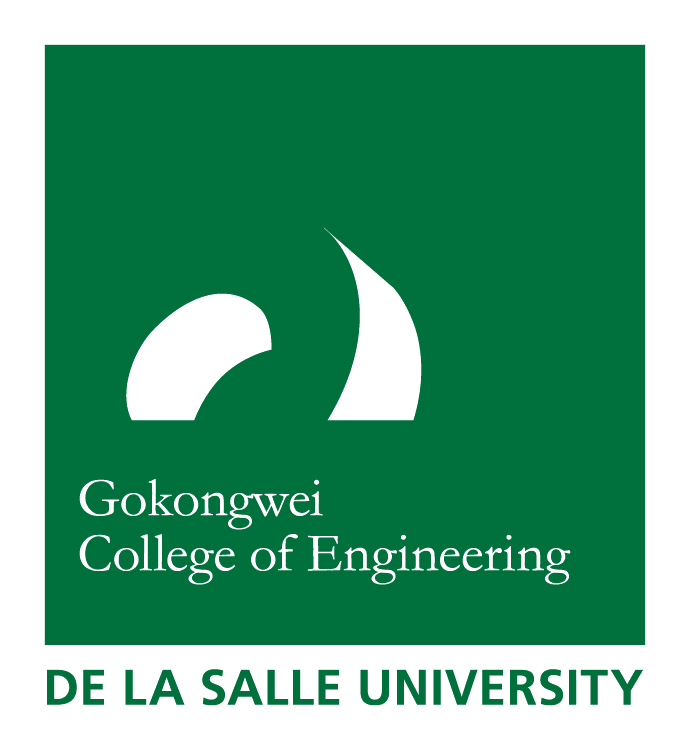 Gokongwei
College of Engineering
DE LA SALLE UNIVERSITY